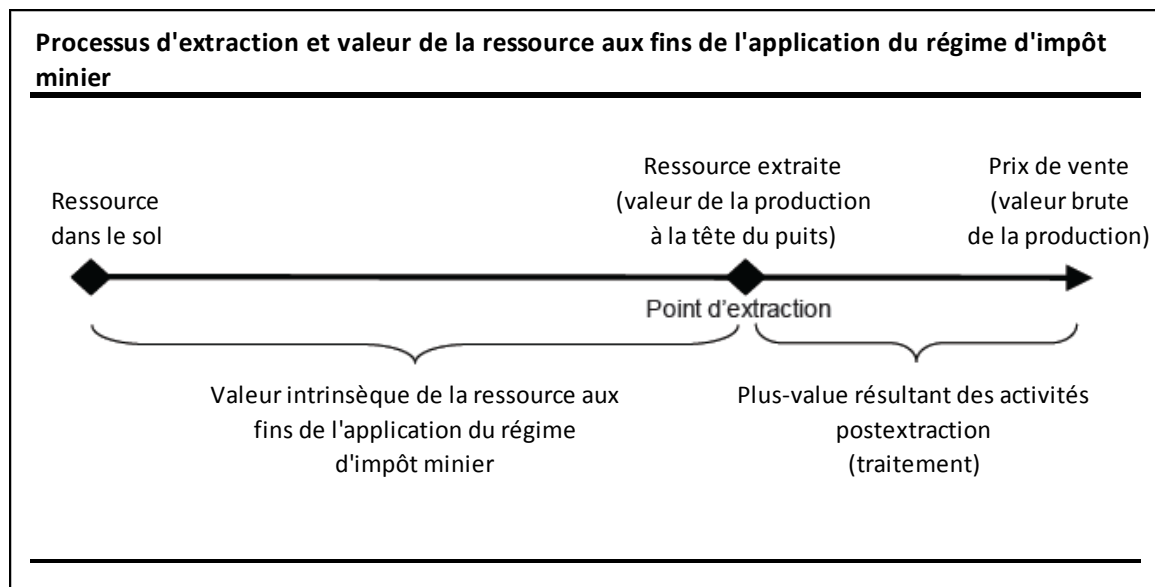 Processus d'extraction et valeur de la ressource aux fins de l'application du régime d'impôt
minier
Ressource
dans le sol
Ressource extraite
(valeur de la production
à la tête du puits)
Prix de vente
(valeur brute
de la production)
Point d'extraction
Valeur intrinsèque de la ressource aux
fins de l'application du régime
d'impôt minier
Plus-value résultant des activités
postextraction
(traitement)